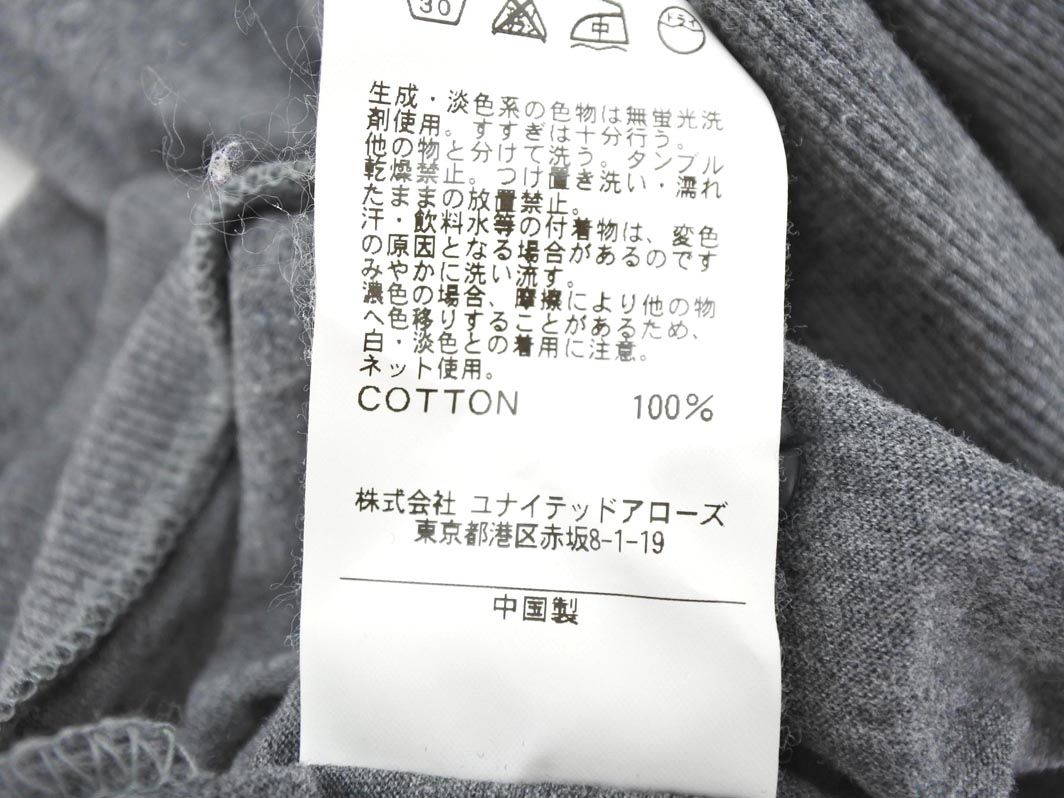 30
中
ドライ
生成・淡色系の色物は無蛍光洗
剤使用。すすぎは十分行う。
他の物と分けて洗う。タンブル
乾燥禁止。つけ置き洗い・濡れ
たままの放置禁止。
汗・飲料水等の付着物は、変色
の原因となる場合があるのです
みやかに洗い流す。
濃色の場合、摩擦により他の物
へ色移りすることがあるため、
白・淡色との着用に注意。
ネット使用。
COTTON 100%
株式会社 ユナイテッドアローズ
東京都港区赤坂8-1-19
中国製